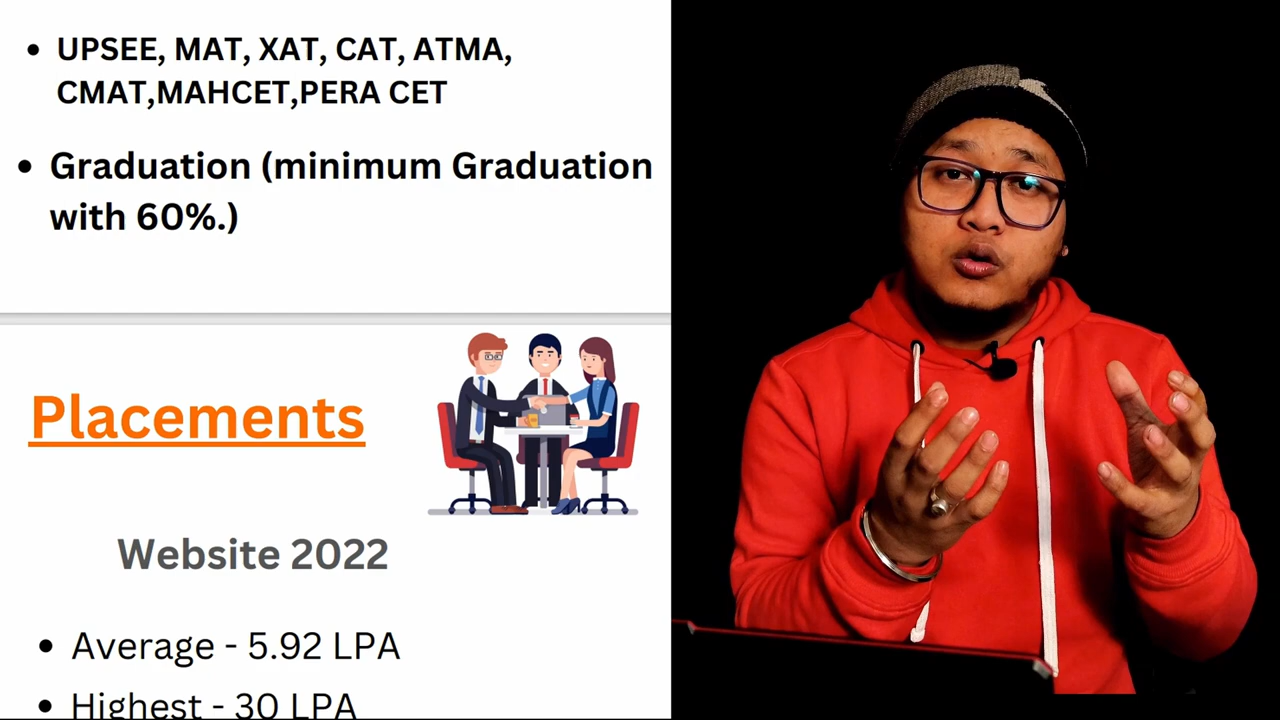 UPSEE, MAT, XAT, CAT, ATMA,
CMAT,MAHCET,PERA CET
Graduation (minimum Graduation
with 60%.)
Placements
Website 2022
Average - 5.92 LPA
Highest - 30 LPA